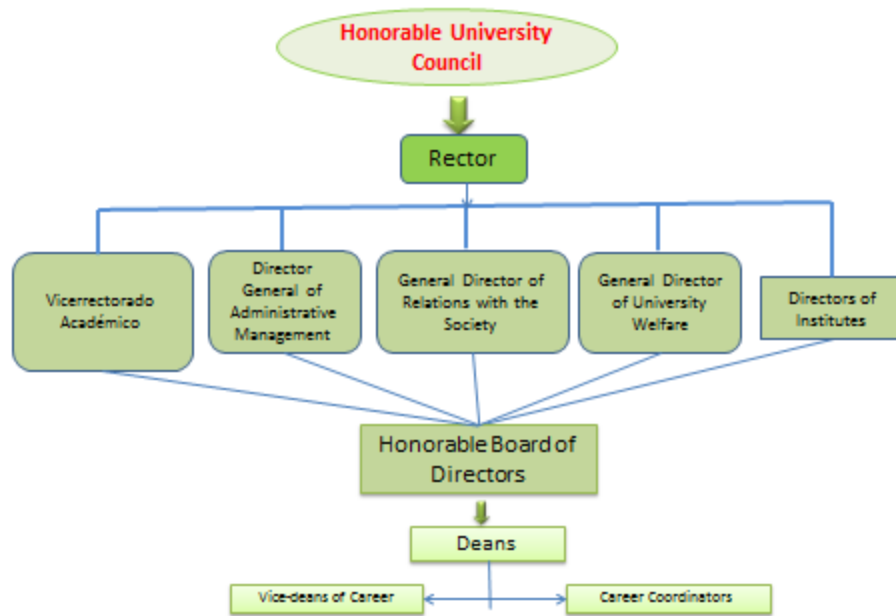 Honorable University
Council
Rector
Vicerrectorado
Académico
Director
General of
Administrative
Management
General Director of
Relations with the
Society
General Director
of University
Welfare
Directors of
Institutes
Honorable Board of
Directors
Deans
Vice-deans of Career
Career Coordinators